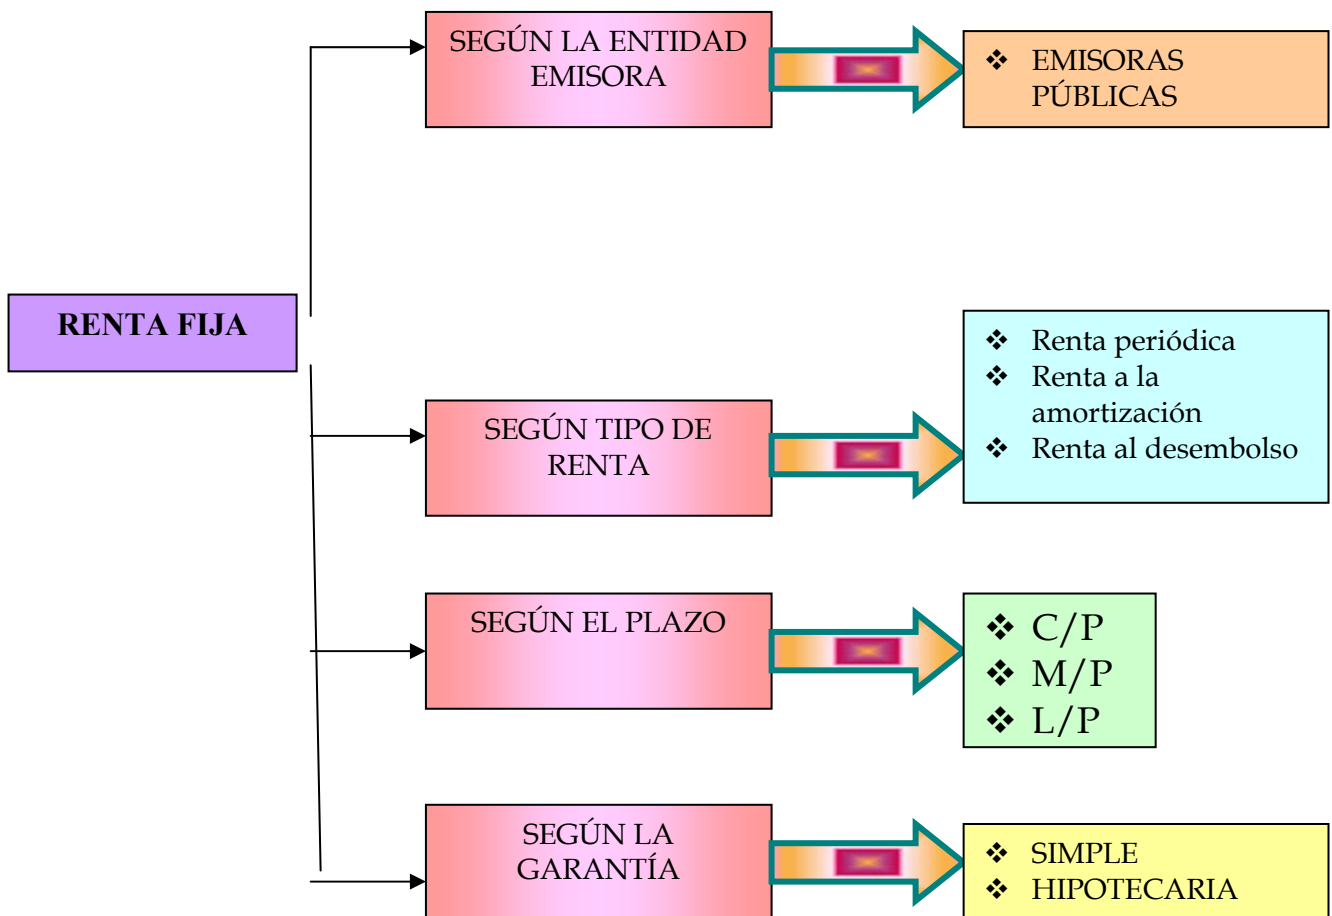 SEGÚN LA ENTIDAD
EMISORA
❖ EMISORAS
PÚBLICAS
RENTA FIJA
SEGÚN TIPO DE
RENTA
❖ Renta periódica
❖ Renta a la
amortización
❖ Renta al desembolso
SEGÚN EL PLAZO
❖ C/P
❖ M/P
❖ L/P
SEGÚN LA
GARANTÍA
❖ SIMPLE
❖ HIPOTECARIA